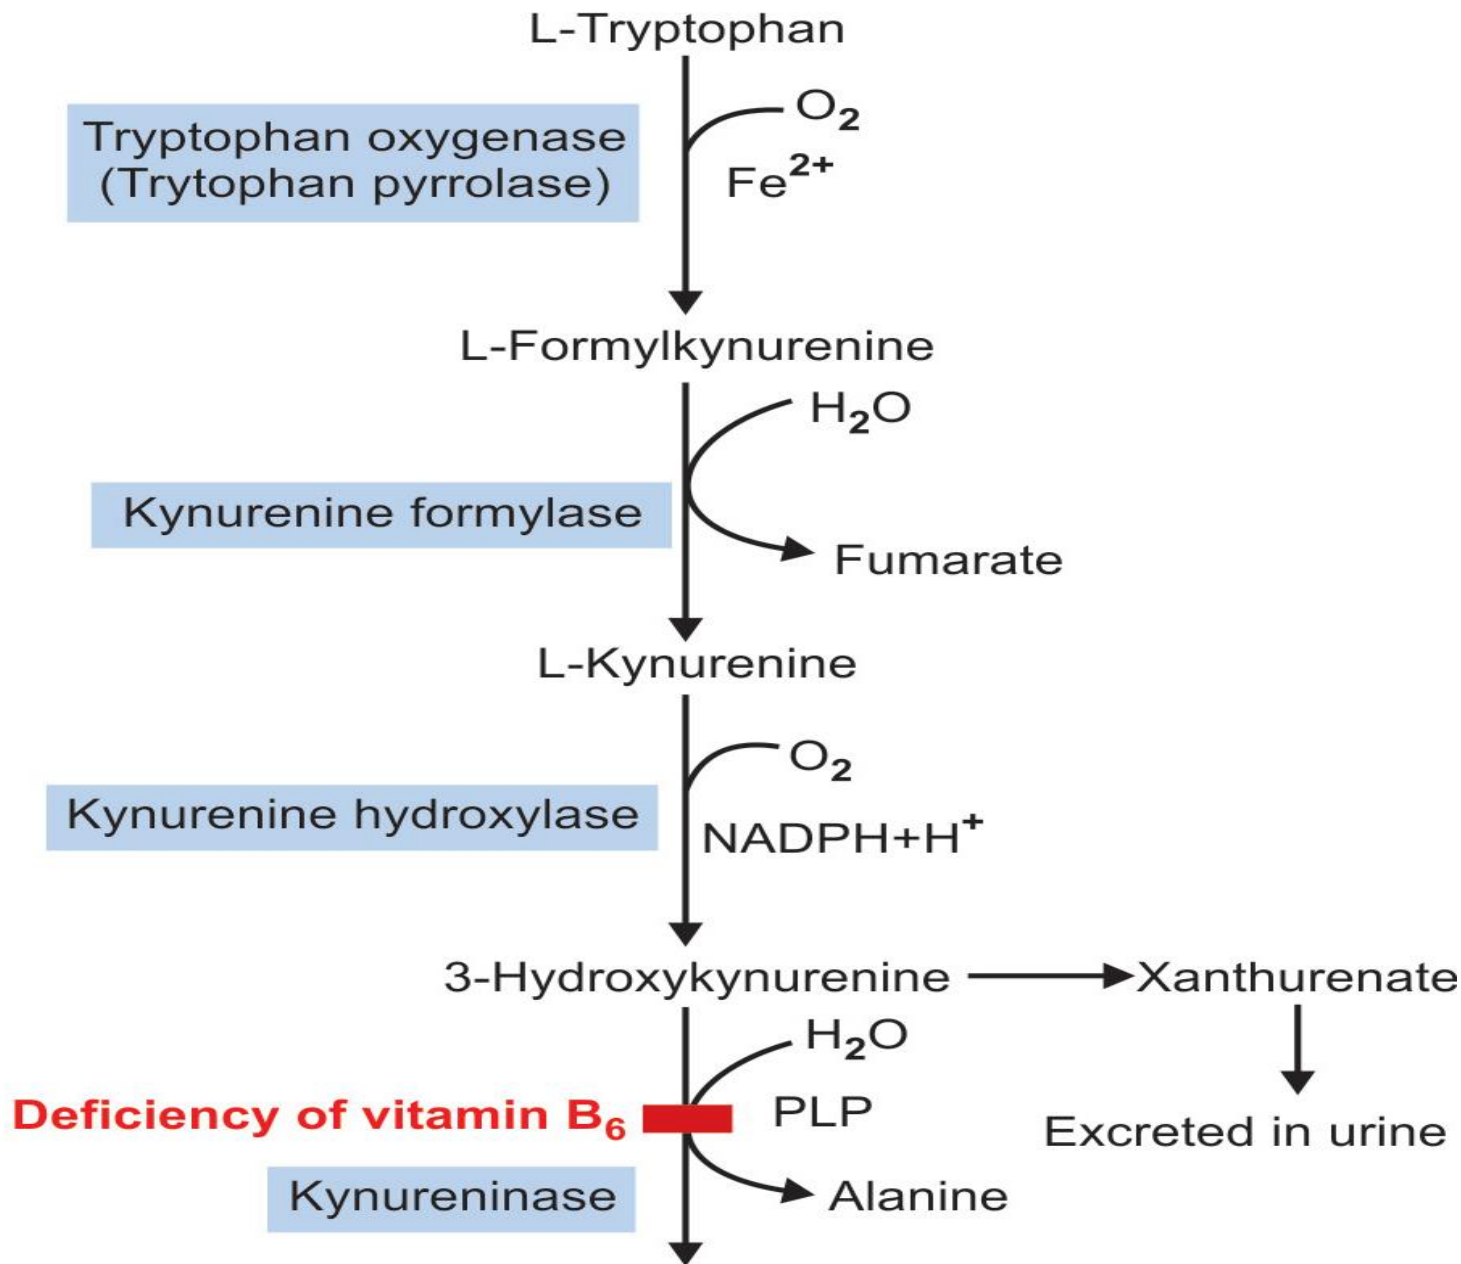 L-Tryptophan
O₂
Tryptophan oxygenase
(Trytophan pyrrolase)
Fe²⁺
L-Formylkynurenine
H₂O
Kynurenine formylase
Fumarate
L-Kynurenine
O₂
Kynurenine hydroxylase
NADPH+H⁺
3-Hydroxykynurenine
Xanthurenate
H₂O
Deficiency of vitamin B₆
PLP
Excreted in urine
Kynureninase
Alanine